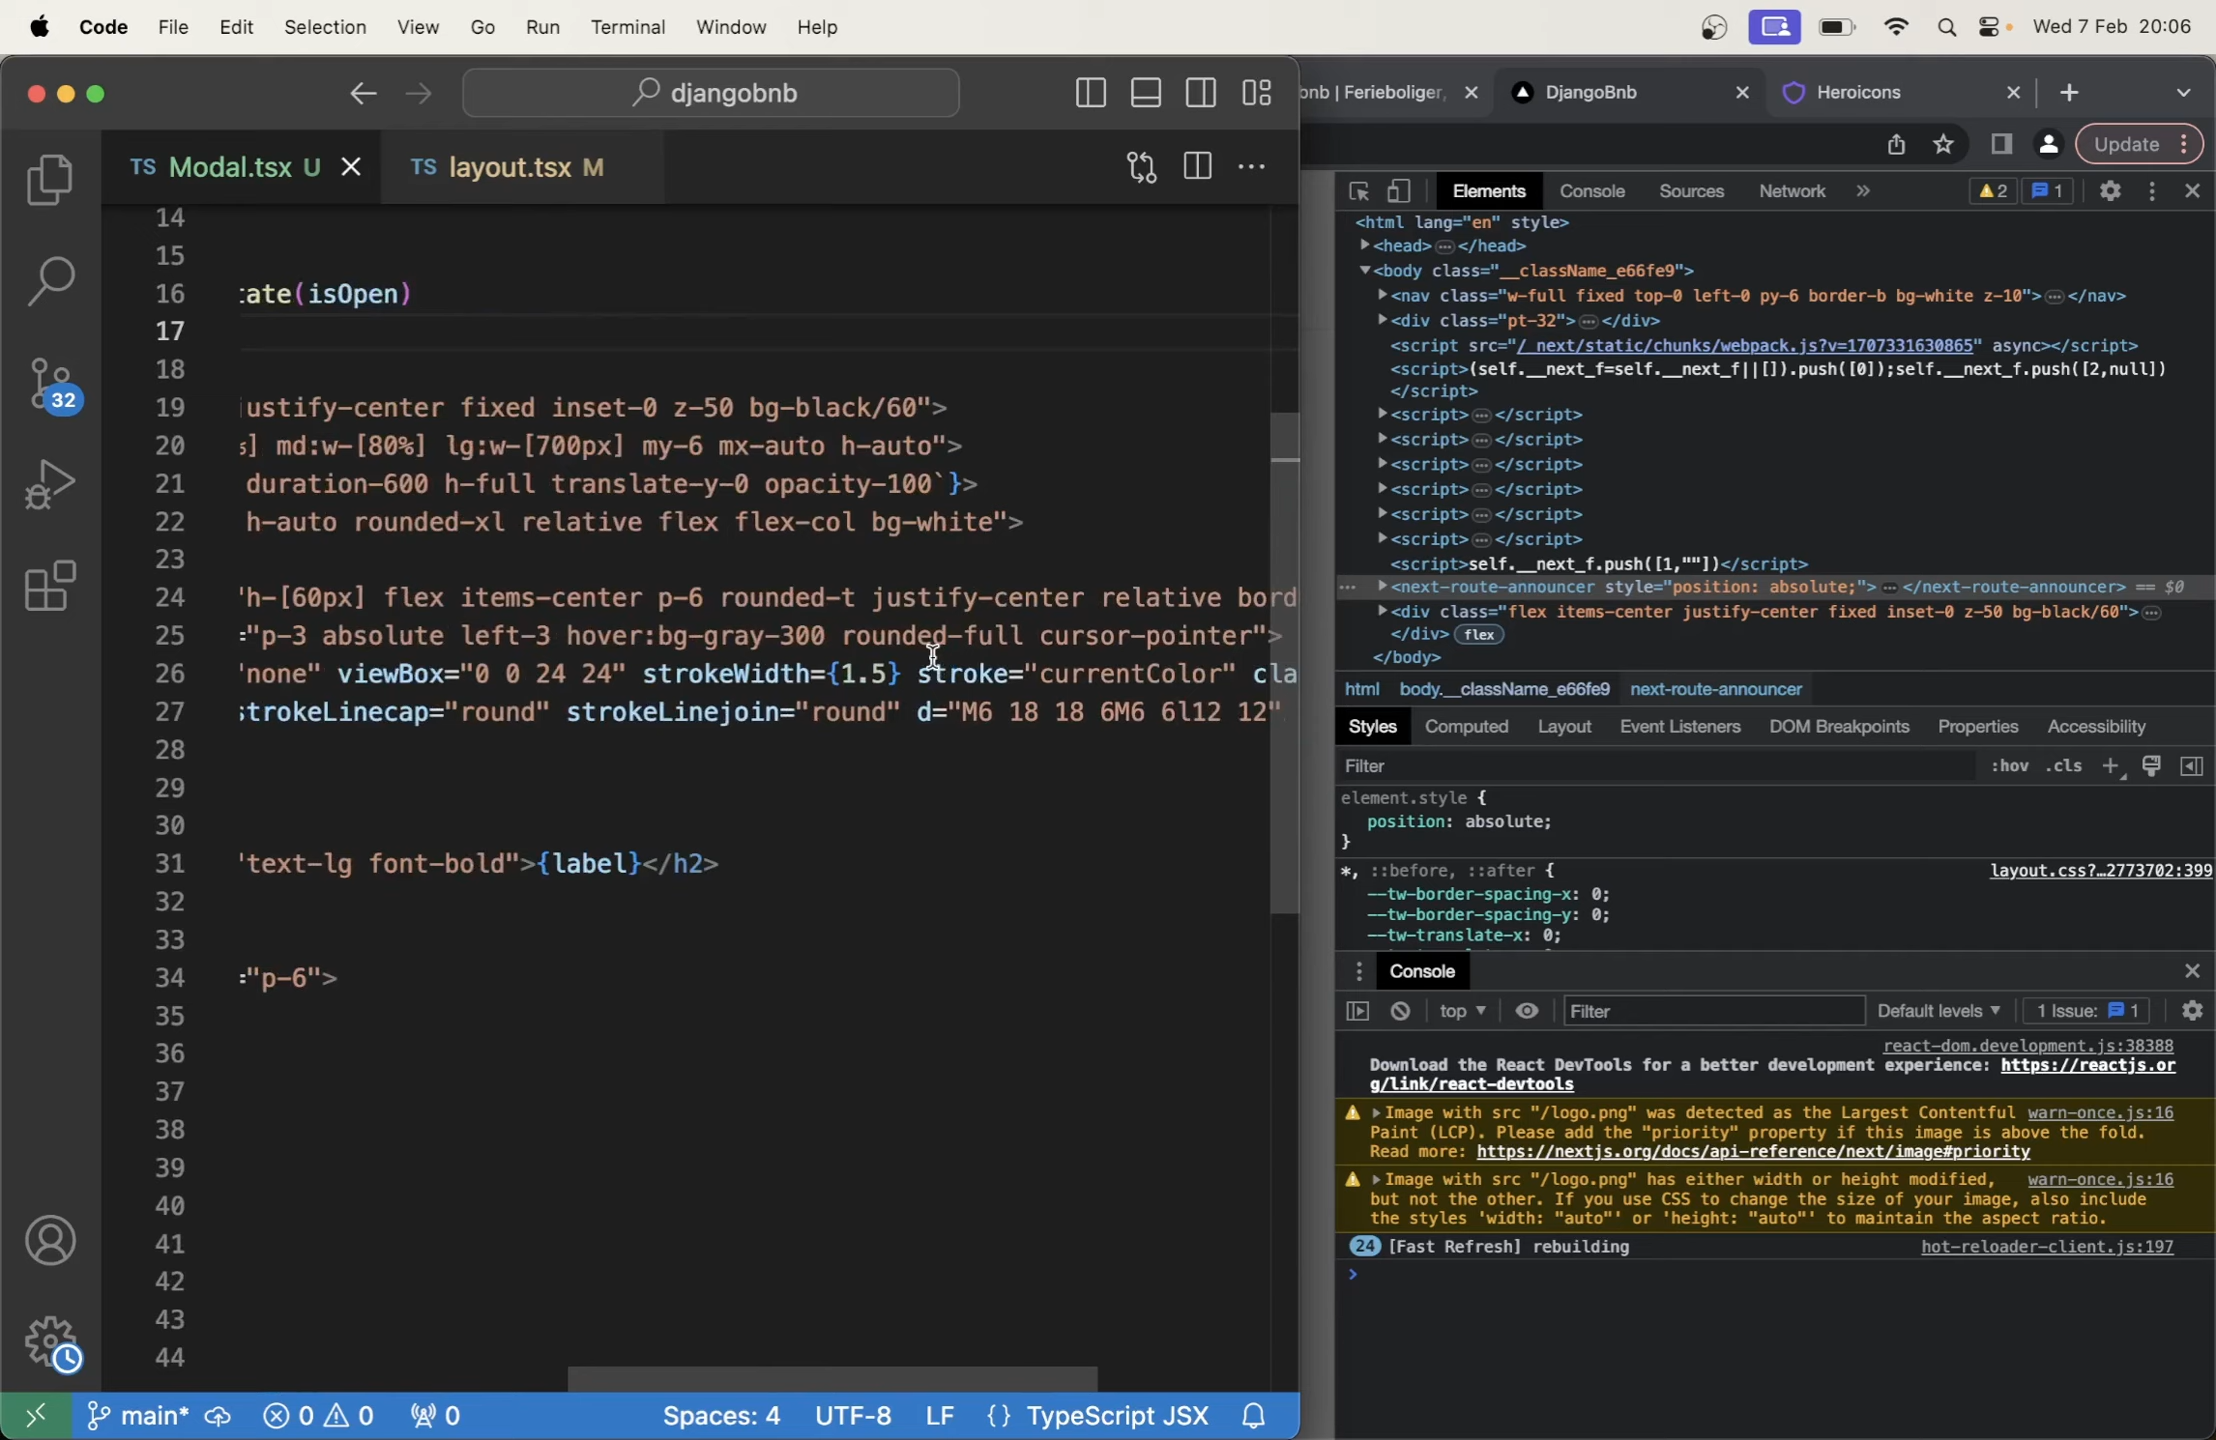 Code File Edit Selection View Go Run Terminal Window Help Wed 7 Feb 20:06
djangobnb
bnb | Ferieboliger,
DjangoBnb
Heroicons
Update
TS Modal.tsx U
TS layout.tsx M
14
15
16 ate(isOpen)
17
18
19 justify-center fixed inset-0 z-50 bg-black/60">
20 %] md:w-[80%] lg:w-[700px] my-6 mx-auto h-auto">
21 duration-600 h-full translate-y-0 opacity-100`}>
22 h-auto rounded-xl relative flex flex-col bg-white">
23
24 "h-[60px] flex items-center p-6 rounded-t justify-center relative bord
25 ="p-3 absolute left-3 hover:bg-gray-300 rounded-full cursor-pointer">
26 "none" viewBox="0 0 24 24" strokeWidth={1.5} stroke="currentColor" cla
27 strokeLinecap="round" strokeLinejoin="round" d="M6 18 18 6M6 6l12 12"
28
29
30
31 "text-lg font-bold">{label}</h2>
32
33
34 ="p-6">
35
36
37
38
39
40
41
42
43
44
32
main* 0 0 0 Spaces: 4 UTF-8 LF {} TypeScript JSX
Elements Console Sources Network » 2 1
<html lang="en" style>
<head>…</head>
<body class="__className_e66fe9">
<nav class="w-full fixed top-0 left-0 py-6 border-b bg-white z-10">…</nav>
<div class="pt-32">…</div>
<script src="/_next/static/chunks/webpack.js?v=1707331630865" async></script>
<script>(self.__next_f=self.__next_f||[]).push([0]);self.__next_f.push([2,null])
</script>
<script>…</script>
<script>…</script>
<script>…</script>
<script>…</script>
<script>…</script>
<script>…</script>
<script>self.__next_f.push([1,""])</script>
… <next-route-announcer style="position: absolute;">…</next-route-announcer> == $0
<div class="flex items-center justify-center fixed inset-0 z-50 bg-black/60">…
</div> flex
</body>
html body.__className_e66fe9 next-route-announcer
Styles Computed Layout Event Listeners DOM Breakpoints Properties Accessibility
Filter :hov .cls +
element.style {
position: absolute;
}
*, ::before, ::after { layout.css?…2773702:399
--tw-border-spacing-x: 0;
--tw-border-spacing-y: 0;
--tw-translate-x: 0;
Console
top ▼ Filter Default levels ▼ 1 Issue: 1
react-dom.development.js:38388
Download the React DevTools for a better development experience: https://reactjs.or
g/link/react-devtools
Image with src "/logo.png" was detected as the Largest Contentful warn-once.js:16
Paint (LCP). Please add the "priority" property if this image is above the fold.
Read more: https://nextjs.org/docs/api-reference/next/image#priority
Image with src "/logo.png" has either width or height modified, warn-once.js:16
but not the other. If you use CSS to change the size of your image, also include
the styles 'width: "auto"' or 'height: "auto"' to maintain the aspect ratio.
24 [Fast Refresh] rebuilding hot-reloader-client.js:197
>